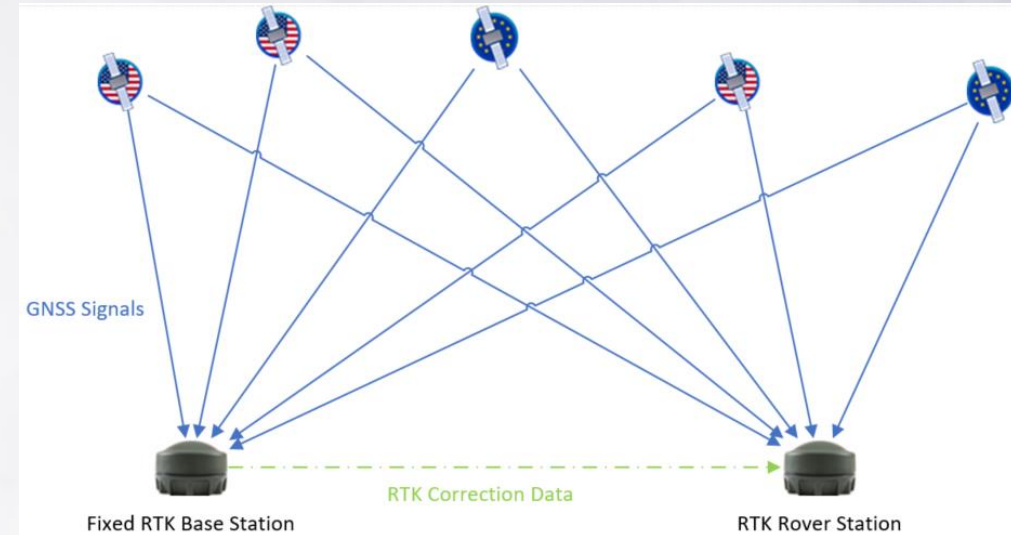 GNSS Signals
RTK Correction Data
Fixed RTK Base Station
RTK Rover Station